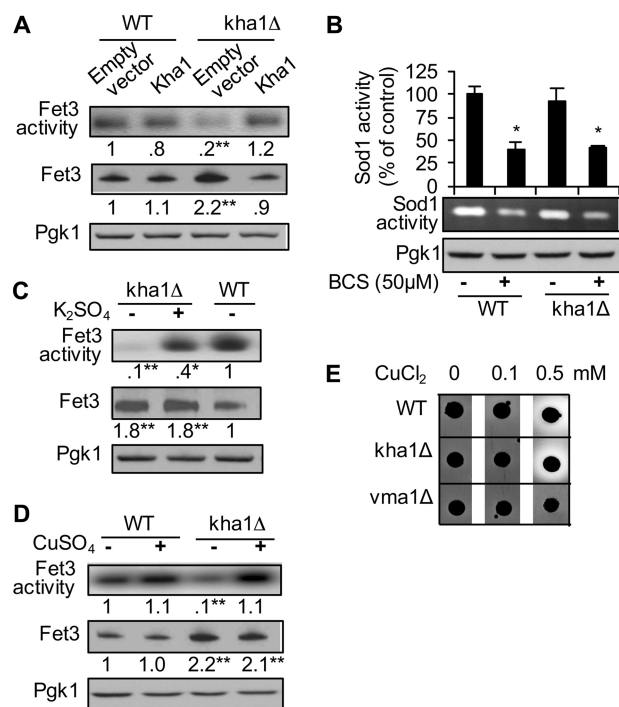 A
WT kha1Δ
Empty vector Kha1 Empty vector Kha1
Fet3 activity
1 .8 .2** 1.2
Fet3
1 1.1 2.2** .9
Pgk1
B
Sod1 activity (% of control)
125
100
75
50
25
0
* *
Sod1 activity
Pgk1
BCS (50µM) - + - +
WT kha1Δ
C
kha1Δ WT
K2SO4 - + -
Fet3 activity
.1** .4* 1
Fet3
1.8** 1.8** 1
Pgk1
D
WT kha1Δ
CuSO4 - + - +
Fet3 activity
1 1.1 .1** 1.1
Fet3
1 1.0 2.2** 2.1**
Pgk1
E
CuCl2 0 0.1 0.5 mM
WT
kha1Δ
vma1Δ